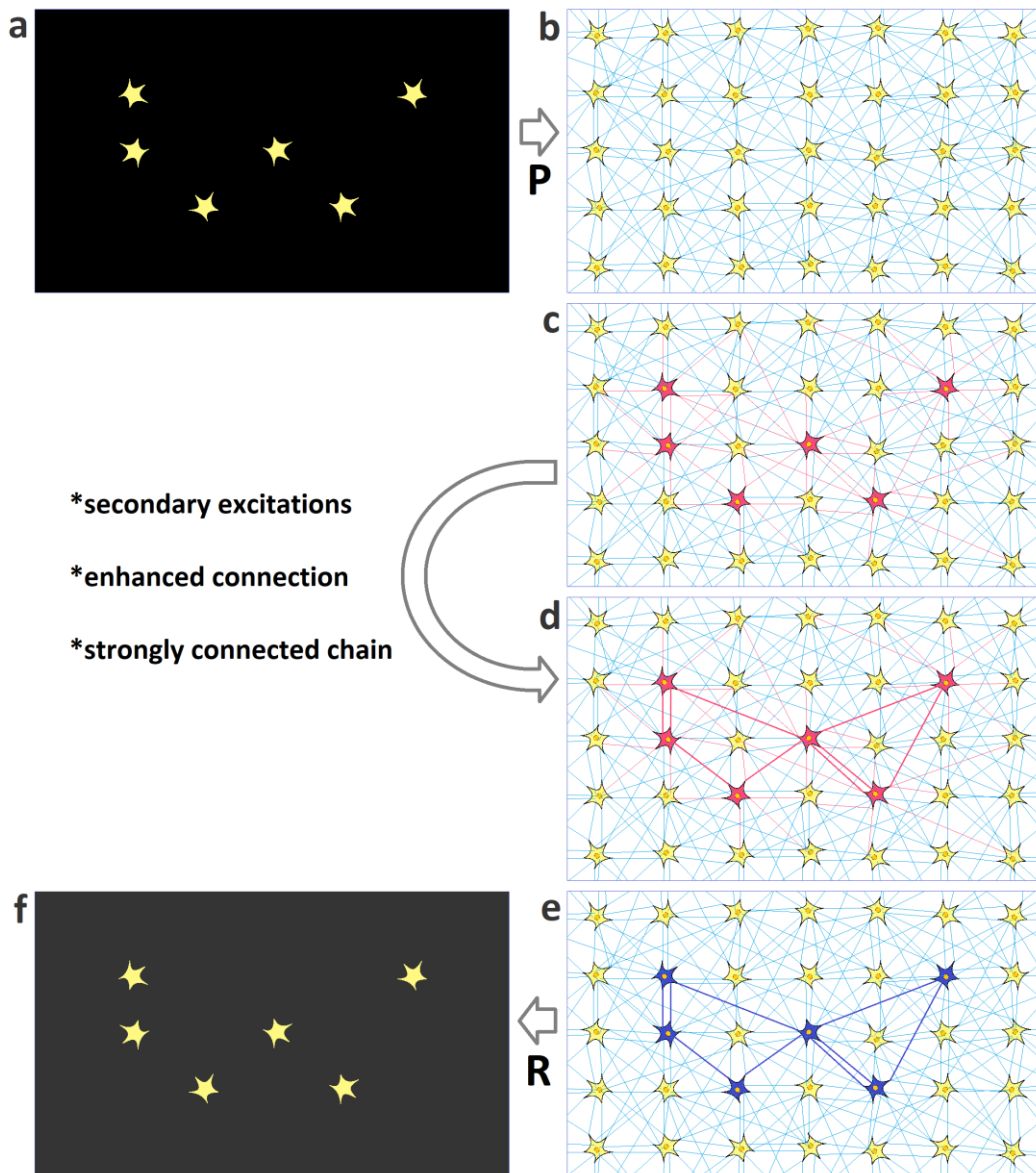 a
b
P
c
*secondary excitations
*enhanced connection
*strongly connected chain
d
f
e
R